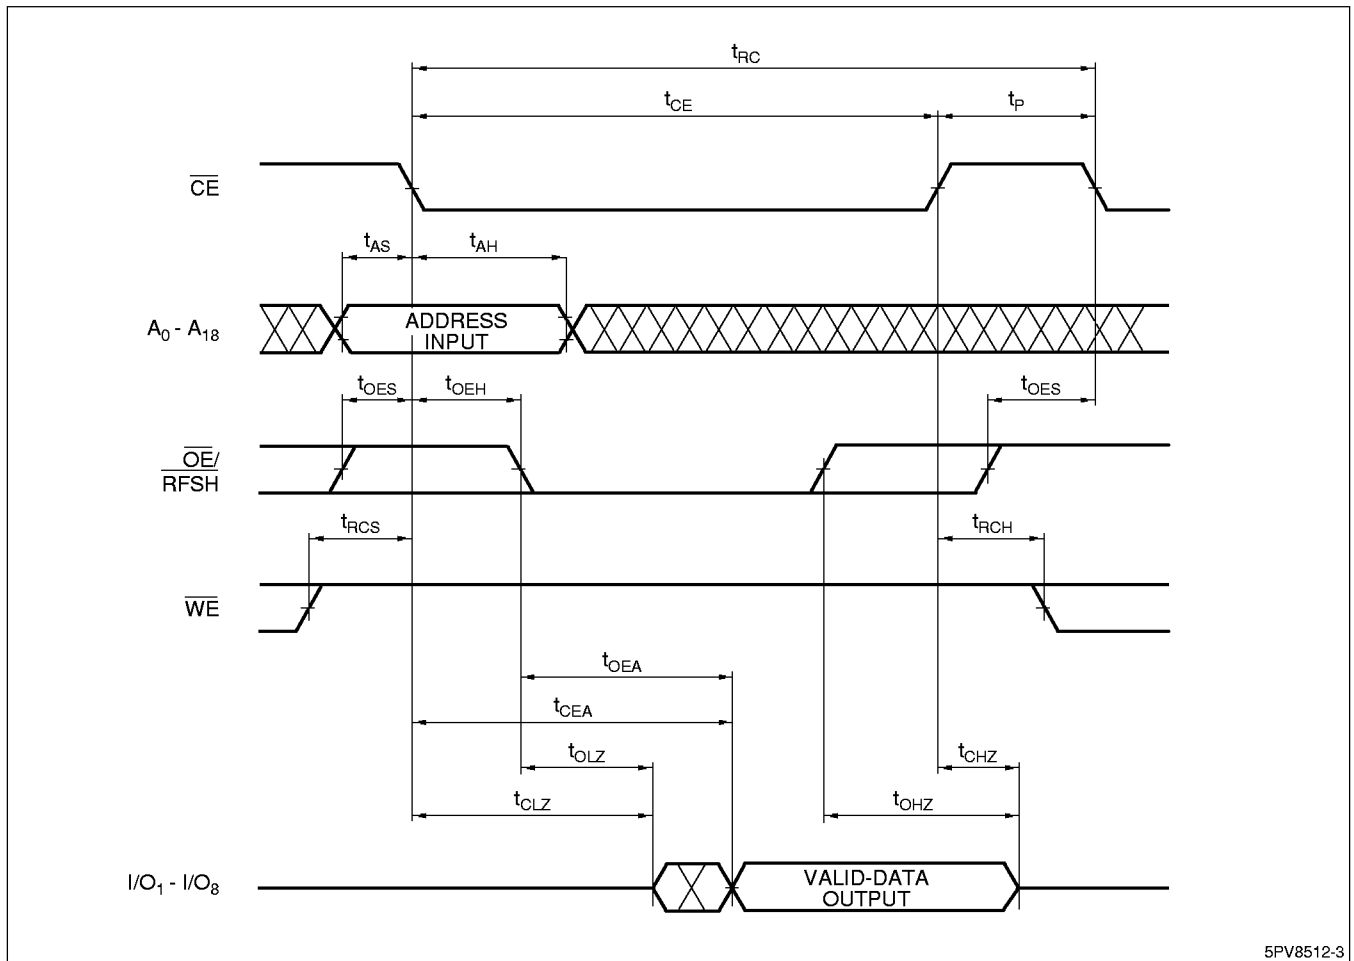 tRC
tCE tP
CE
tAS tAH
A0 - A18
ADDRESS
INPUT
tOES tOEH tOES
OE/
RFSH
tRCS tRCH
WE
tOEA
tCEA
tOLZ tCHZ
tCLZ tOHZ
I/O1 - I/O8
VALID-DATA
OUTPUT
5PV8512-3